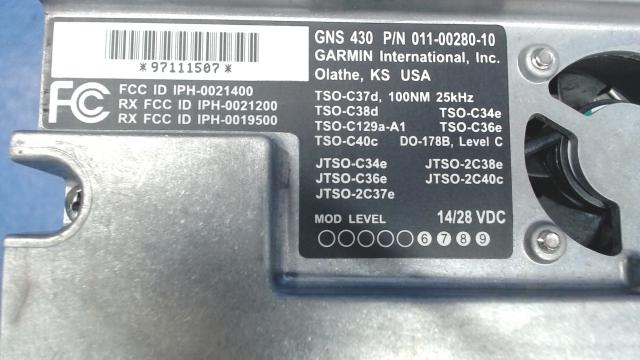 *97111507*
FCC ID IPH-0021400
RX FCC ID IPH-0021200
RX FCC ID IPH-0019500
GNS 430 P/N 011-00280-10
GARMIN International, Inc.
Olathe, KS USA
TSO-C37d, 100NM 25kHz
TSO-C38d TSO-C34e
TSO-C129a-A1 TSO-C36e
TSO-C40c DO-178B, Level C
JTSO-C34e JTSO-2C38e
JTSO-C36e JTSO-2C40c
JTSO-2C37e
MOD LEVEL 14/28 VDC
6 7 8 9